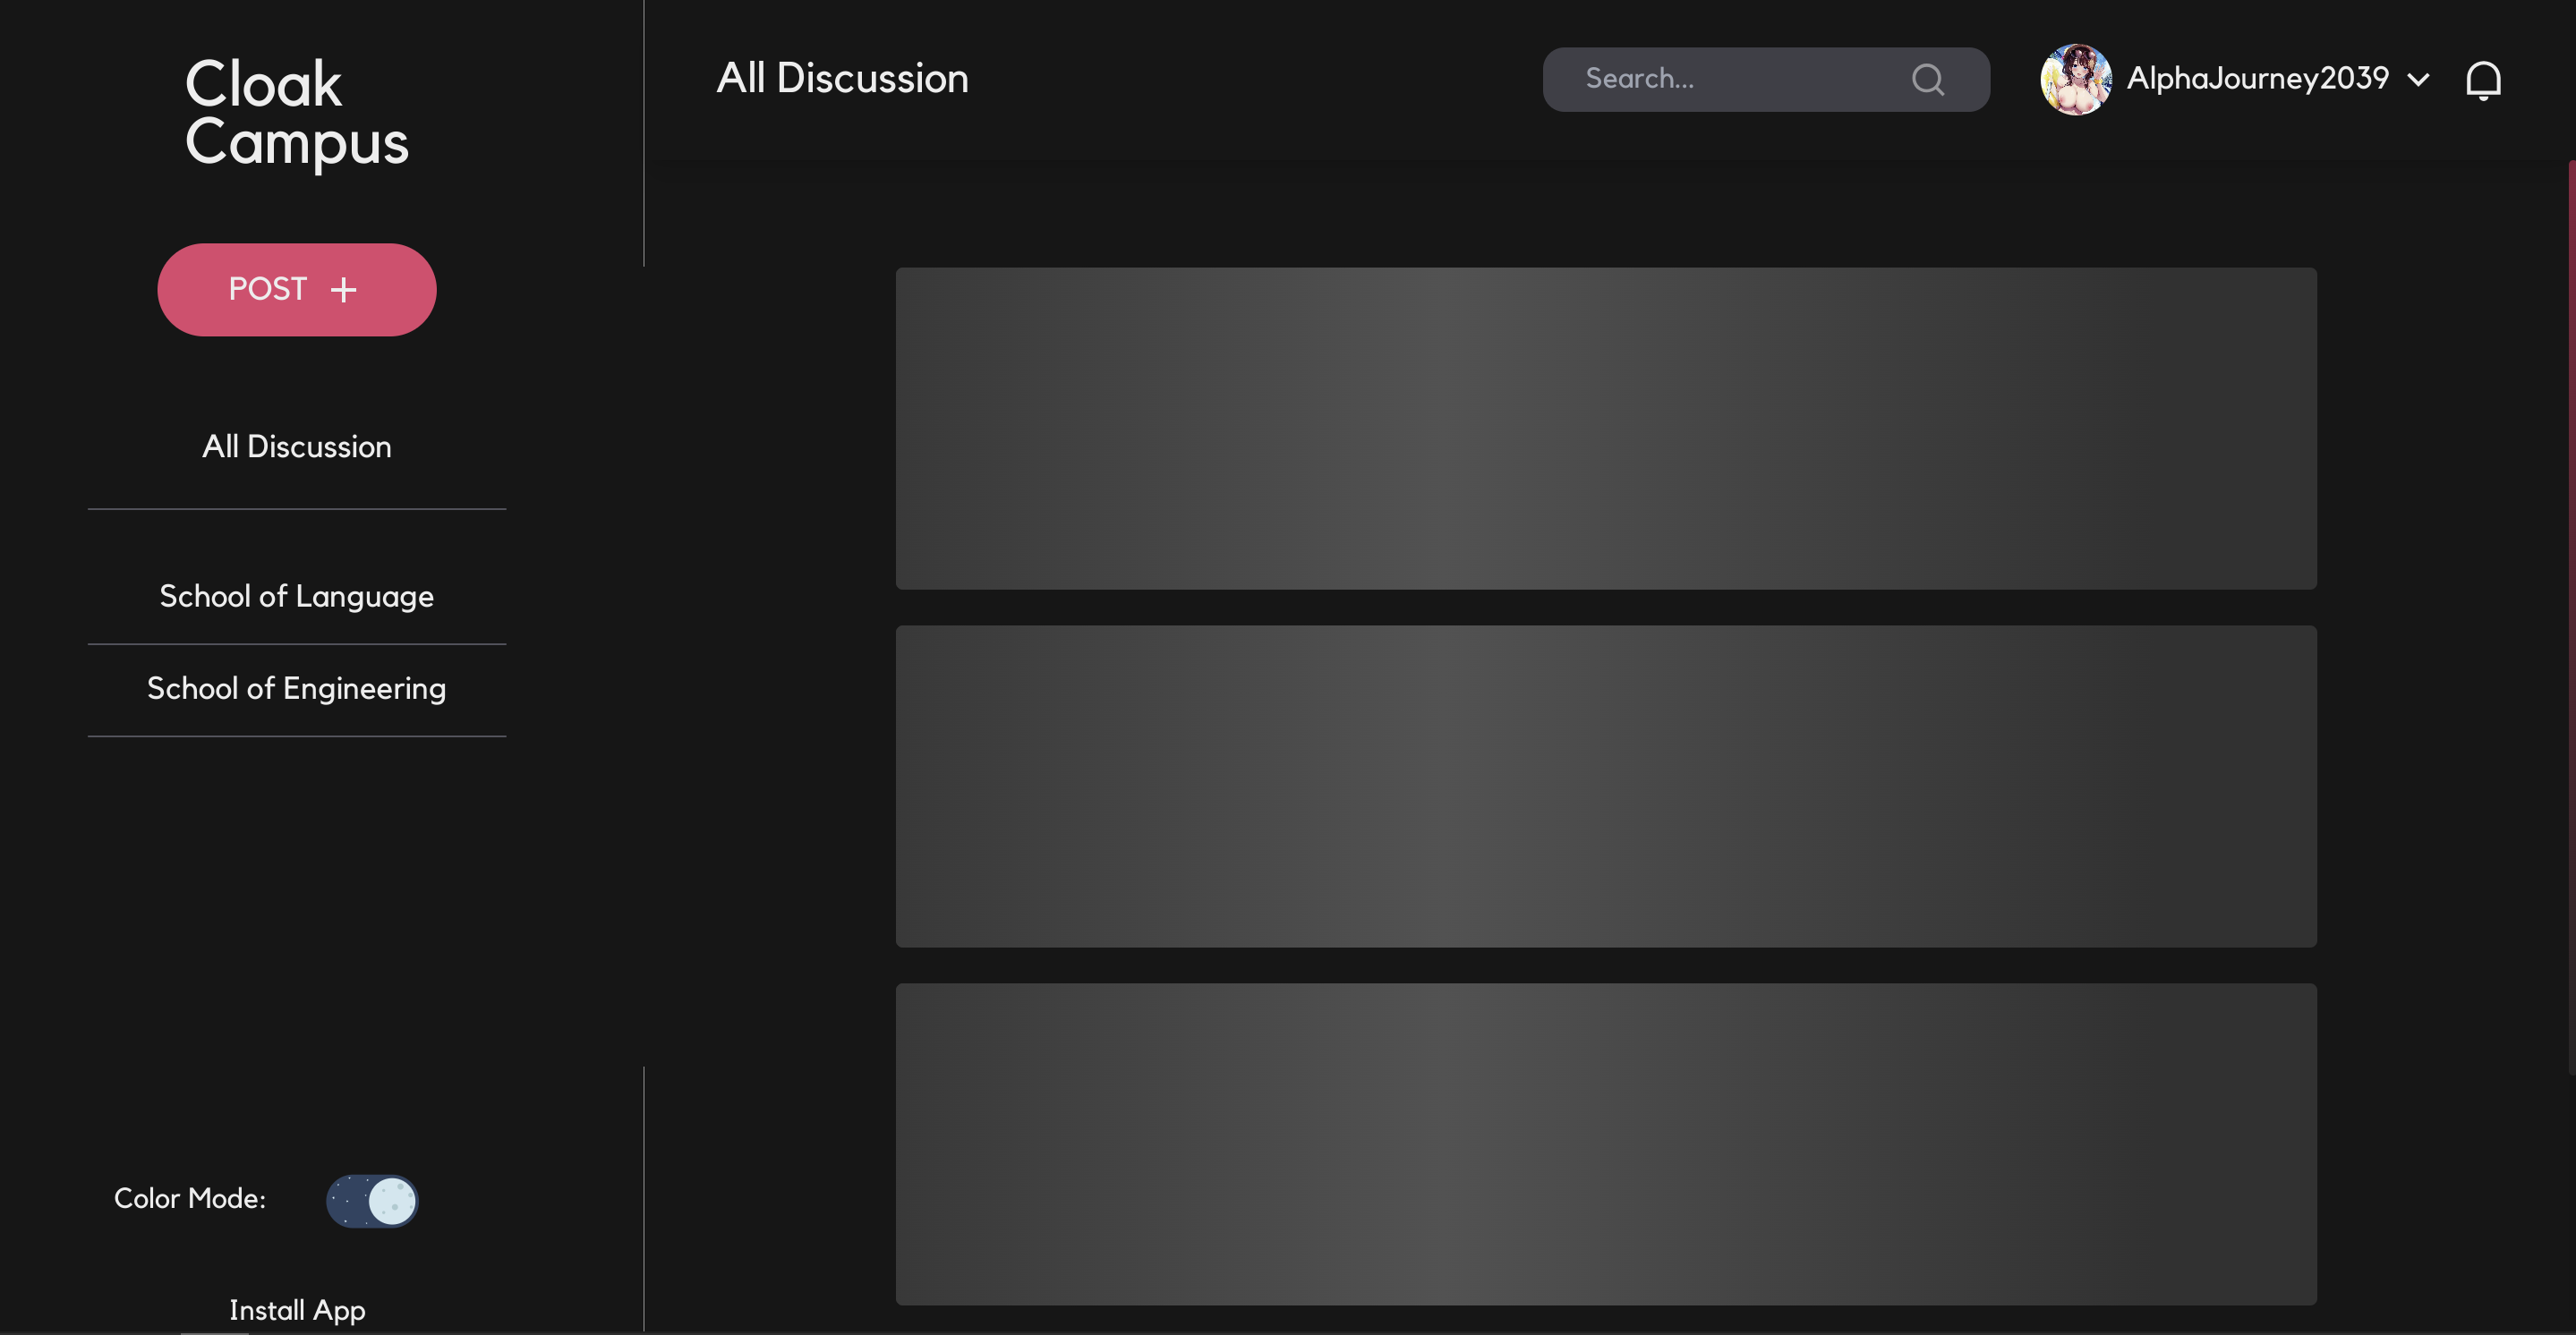 Cloak
Campus
POST
All Discussion
School of Language
School of Engineering
Color Mode:
Install App
All Discussion
Search...
AlphaJourney2039